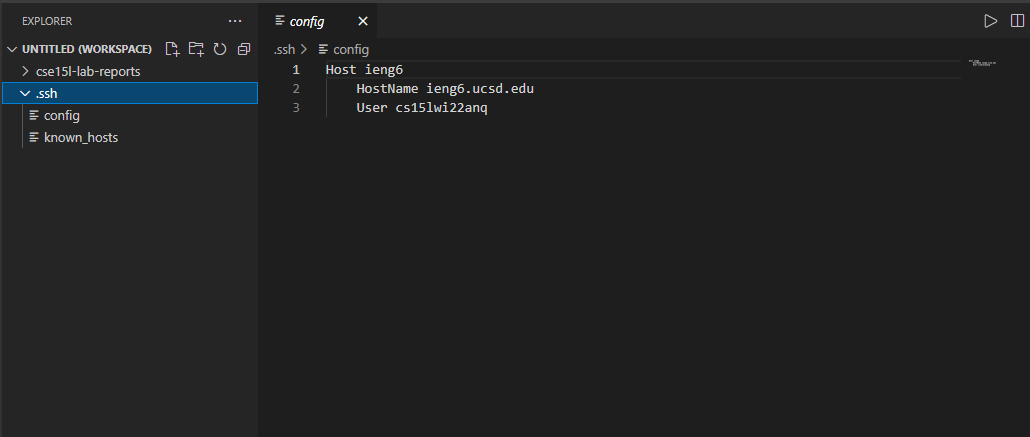 EXPLORER ...
UNTITLED (WORKSPACE)
cse15l-lab-reports
.ssh
config
known_hosts
config
.ssh > config
1 Host ieng6
2     HostName ieng6.ucsd.edu
3     User cs15lwi22anq